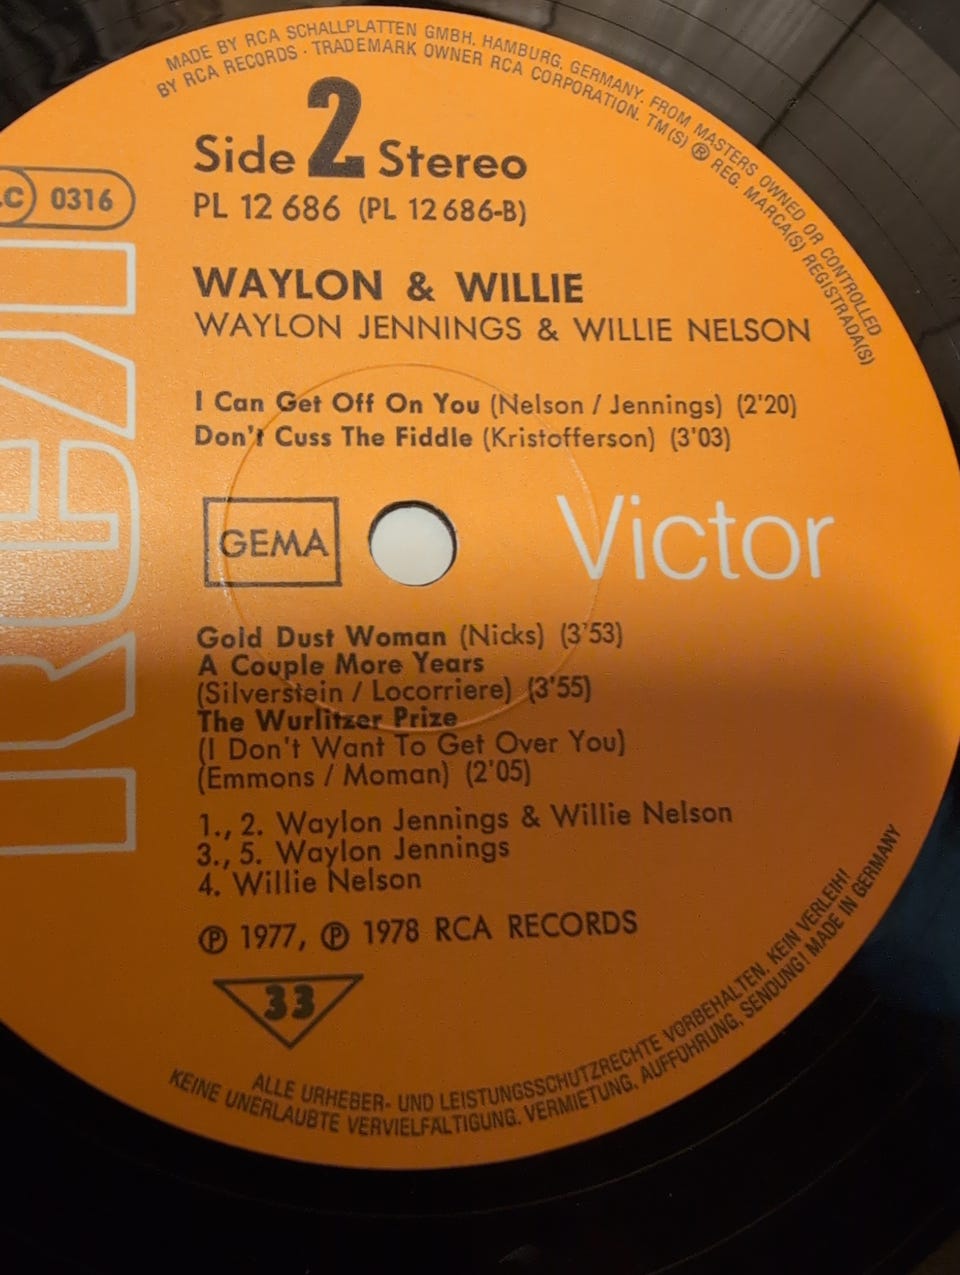 MADE BY RCA SCHALLPLATTEN GMBH, HAMBURG, GERMANY, FROM MASTERS OWNED OR CONTROLLED
BY RCA RECORDS · TRADEMARK OWNER RCA CORPORATION. TM(S) ® REG. MARCA(S) REGISTRADA(S)
Side 2 Stereo
LC 0316
PL 12 686 (PL 12 686-B)
WAYLON & WILLIE
WAYLON JENNINGS & WILLIE NELSON
I Can Get Off On You (Nelson / Jennings) (2'20)
Don't Cuss The Fiddle (Kristofferson) (3'03)
RCA
GEMA
Victor
Gold Dust Woman (Nicks) (3'53)
A Couple More Years
(Silverstein / Locorriere) (3'55)
The Wurlitzer Prize
(I Don't Want To Get Over You)
(Emmons / Moman) (2'05)
1., 2. Waylon Jennings & Willie Nelson
3., 5. Waylon Jennings
4. Willie Nelson
℗ 1977, ℗ 1978 RCA RECORDS
33
ALLE URHEBER- UND LEISTUNGSSCHUTZRECHTE VORBEHALTEN. KEIN VERLEIH!
KEINE UNERLAUBTE VERVIELFÄLTIGUNG, VERMIETUNG, AUFFÜHRUNG, SENDUNG! MADE IN GERMANY